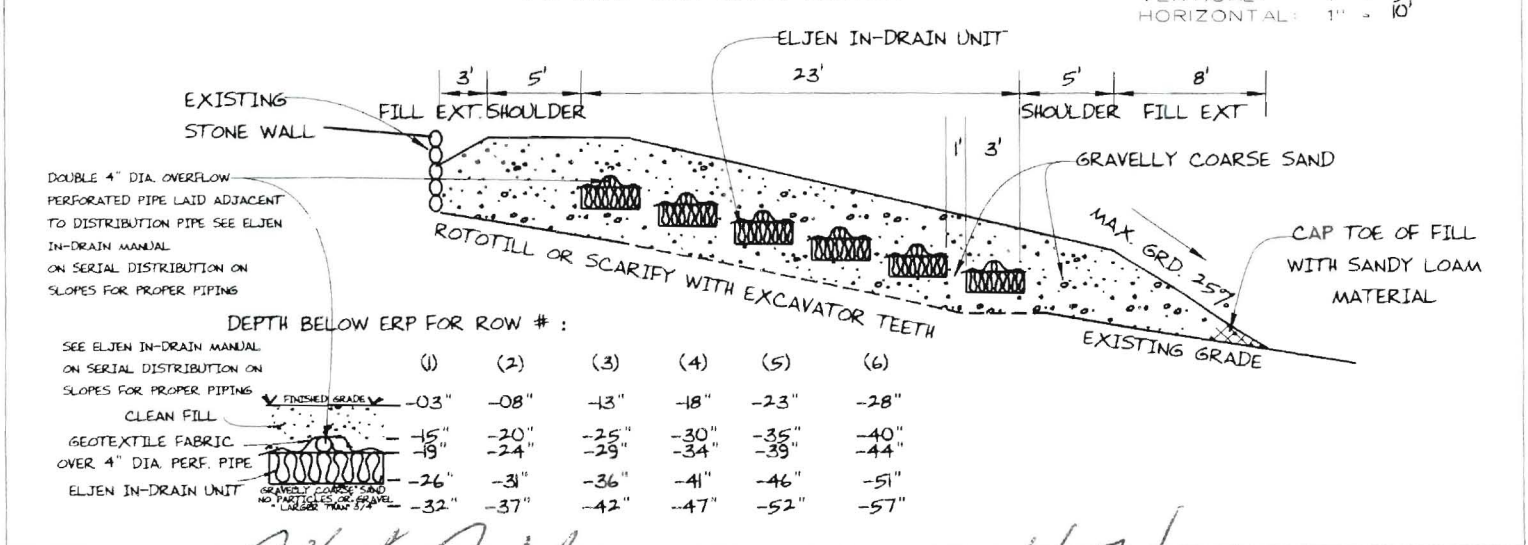 HORIZONTAL: 1" = 10'
ELJEN IN-DRAIN UNIT
3' 5' 23' 5' 8'
EXISTING
STONE WALL
FILL EXT. SHOULDER
SHOULDER FILL EXT
1' 3'
GRAVELLY COARSE SAND
DOUBLE 4" DIA. OVERFLOW
PERFORATED PIPE LAID ADJACENT
TO DISTRIBUTION PIPE SEE ELJEN
IN-DRAIN MANUAL
ON SERIAL DISTRIBUTION ON
SLOPES FOR PROPER PIPING
MAX. GRD. 25%
CAP TOE OF FILL
WITH SANDY LOAM
MATERIAL
ROTOTILL OR SCARIFY WITH EXCAVATOR TEETH
EXISTING GRADE
DEPTH BELOW ERP FOR ROW # :
SEE ELJEN IN-DRAIN MANUAL
ON SERIAL DISTRIBUTION ON
SLOPES FOR PROPER PIPING
(1) (2) (3) (4) (5) (6)
FINISHED GRADE -03" -08" -13" -18" -23" -28"
CLEAN FILL
-15" -20" -25" -30" -35" -40"
GEOTEXTILE FABRIC
OVER 4" DIA. PERF. PIPE
-19" -24" -29" -34" -39" -44"
ELJEN IN-DRAIN UNIT
-26" -31" -36" -41" -46" -51"
GRAVELLY COARSE SAND
NO PARTICLES OR GRAVEL
LARGER THAN 3/4"
-32" -37" -42" -47" -52" -57"